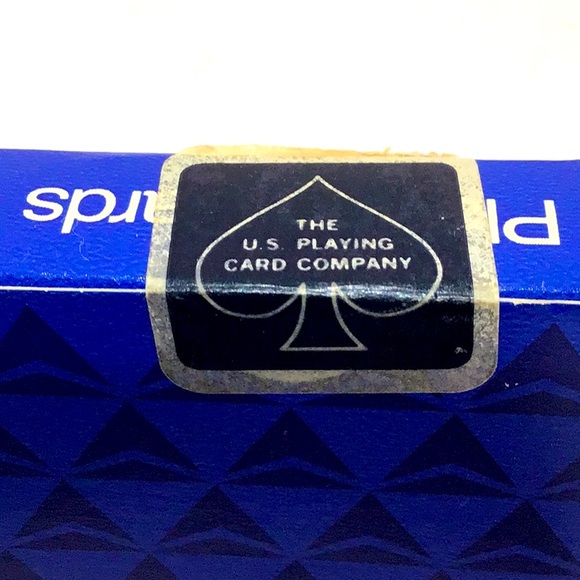 THE
U.S. PLAYING
CARD COMPANY